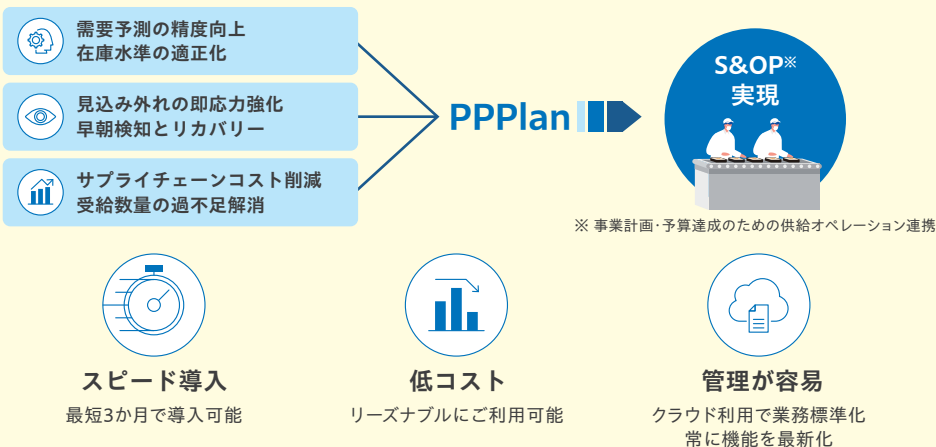 需要予測の精度向上
在庫水準の適正化
見込み外れの即応力強化
早朝検知とリカバリー
サプライチェーンコスト削減
受給数量の過不足解消
PPPlan
S&OP※
実現
※ 事業計画・予算達成のための供給オペレーション連携
スピード導入
最短3か月で導入可能
低コスト
リーズナブルにご利用可能
管理が容易
クラウド利用で業務標準化
常に機能を最新化